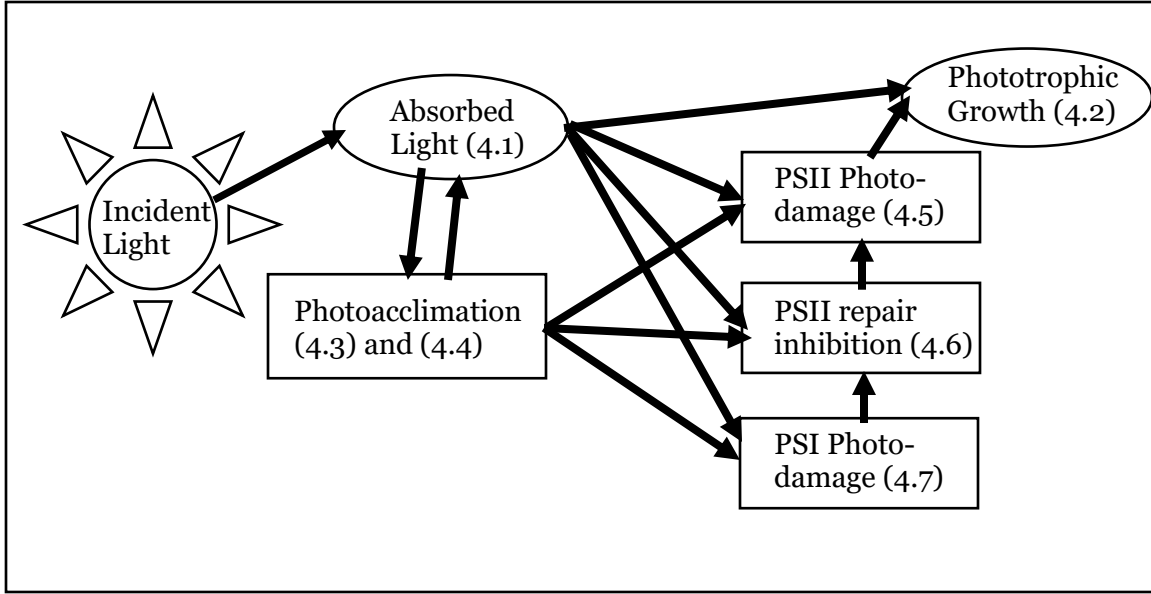 Incident
Light
Absorbed
Light (4.1)
Photoacclimation
(4.3) and (4.4)
Phototrophic
Growth (4.2)
PSII Photo-
damage (4.5)
PSII repair
inhibition (4.6)
PSI Photo-
damage (4.7)